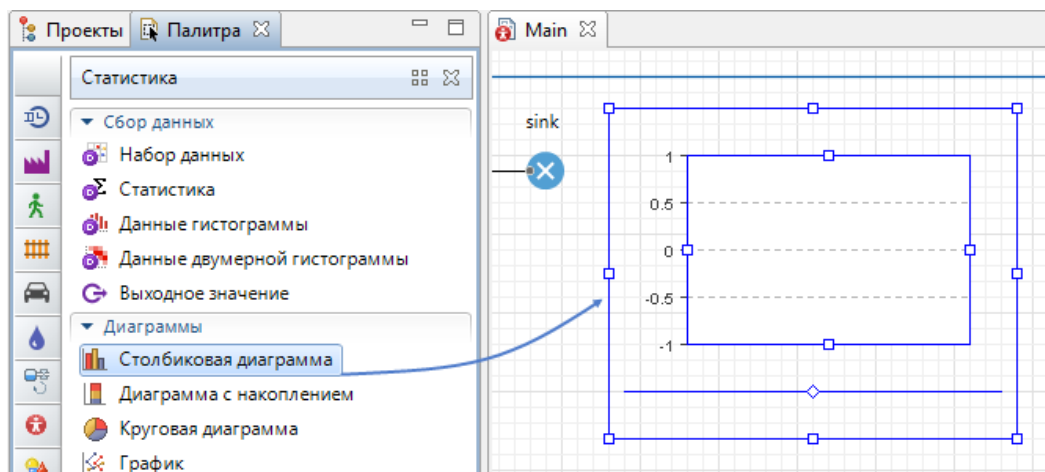 Проекты
Палитра
Main
Статистика
Сбор данных
Набор данных
Статистика
Данные гистограммы
Данные двумерной гистограммы
Выходное значение
Диаграммы
Столбиковая диаграмма
Диаграмма с накоплением
Круговая диаграмма
График
sink
1
0.5
0
-0.5
-1